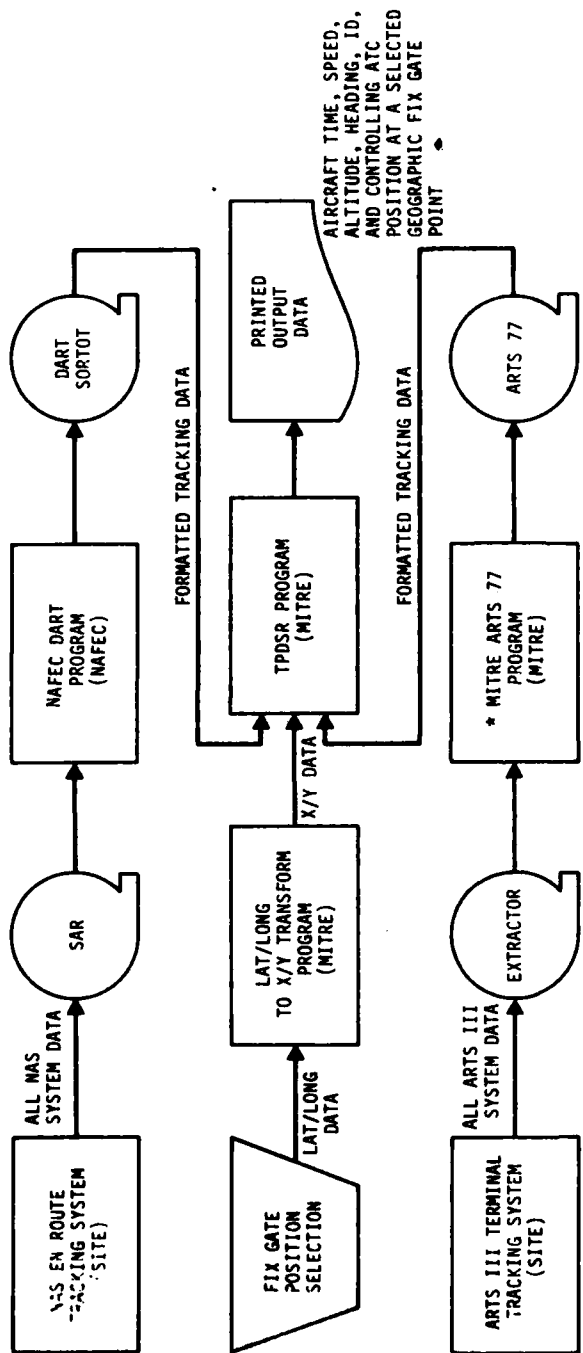 NAS EN ROUTE
TRACKING SYSTEM
(SITE)
ALL NAS
SYSTEM DATA
SAR
NAFEC DART
PROGRAM
(NAFEC)
DART
SORTOT
FORMATTED TRACKING DATA
FIX GATE
POSITION
SELECTION
LAT/LONG
DATA
LAT/LONG
TO X/Y TRANSFORM
PROGRAM
(MITRE)
X/Y DATA
TPDSR PROGRAM
(MITRE)
PRINTED
OUTPUT
DATA
AIRCRAFT TIME, SPEED,
ALTITUDE, HEADING, ID,
AND CONTROLLING ATC
POSITION AT A SELECTED
GEOGRAPHIC FIX GATE
POINT
FORMATTED TRACKING DATA
ARTS III TERMINAL
TRACKING SYSTEM
(SITE)
ALL ARTS III
SYSTEM DATA
EXTRACTOR
* MITRE ARTS 77
PROGRAM
(MITRE)
ARTS 77